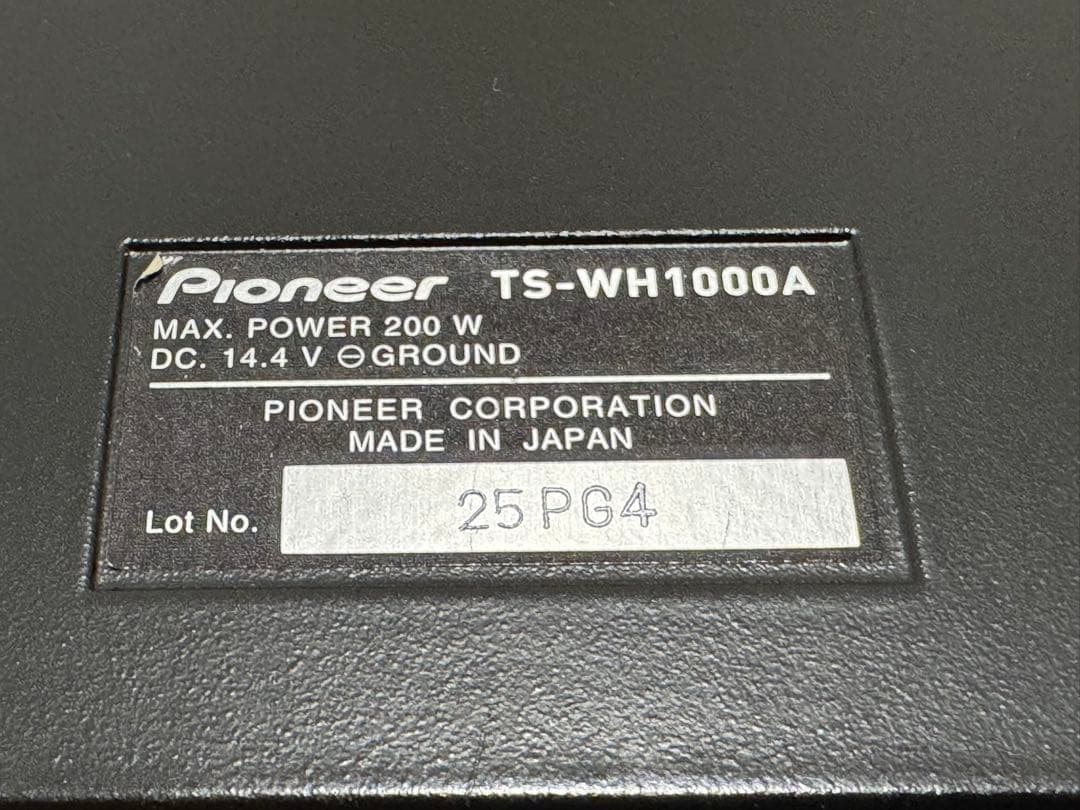 Pioneer TS-WH1000A
MAX. POWER 200 W
DC. 14.4 V ⊖ GROUND
PIONEER CORPORATION
MADE IN JAPAN
Lot No. 25PG4